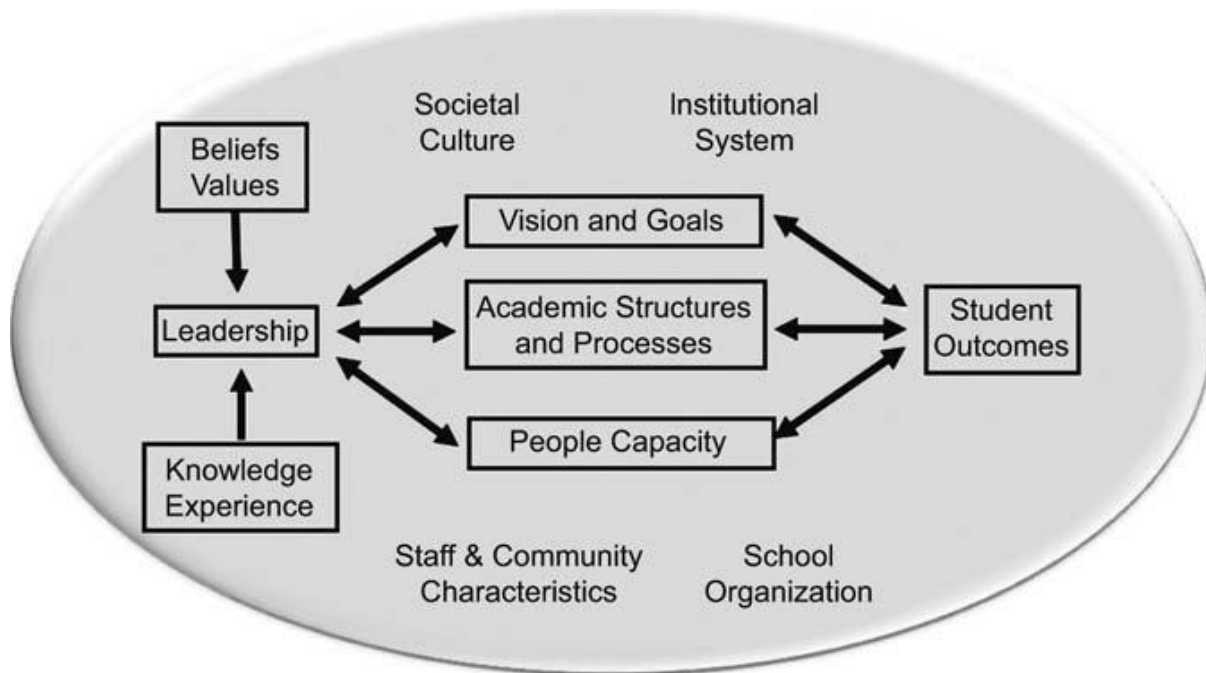 Societal
Culture
Institutional
System
Beliefs
Values
Vision and Goals
Leadership
Academic Structures
and Processes
Student
Outcomes
People Capacity
Knowledge
Experience
Staff & Community
Characteristics
School
Organization